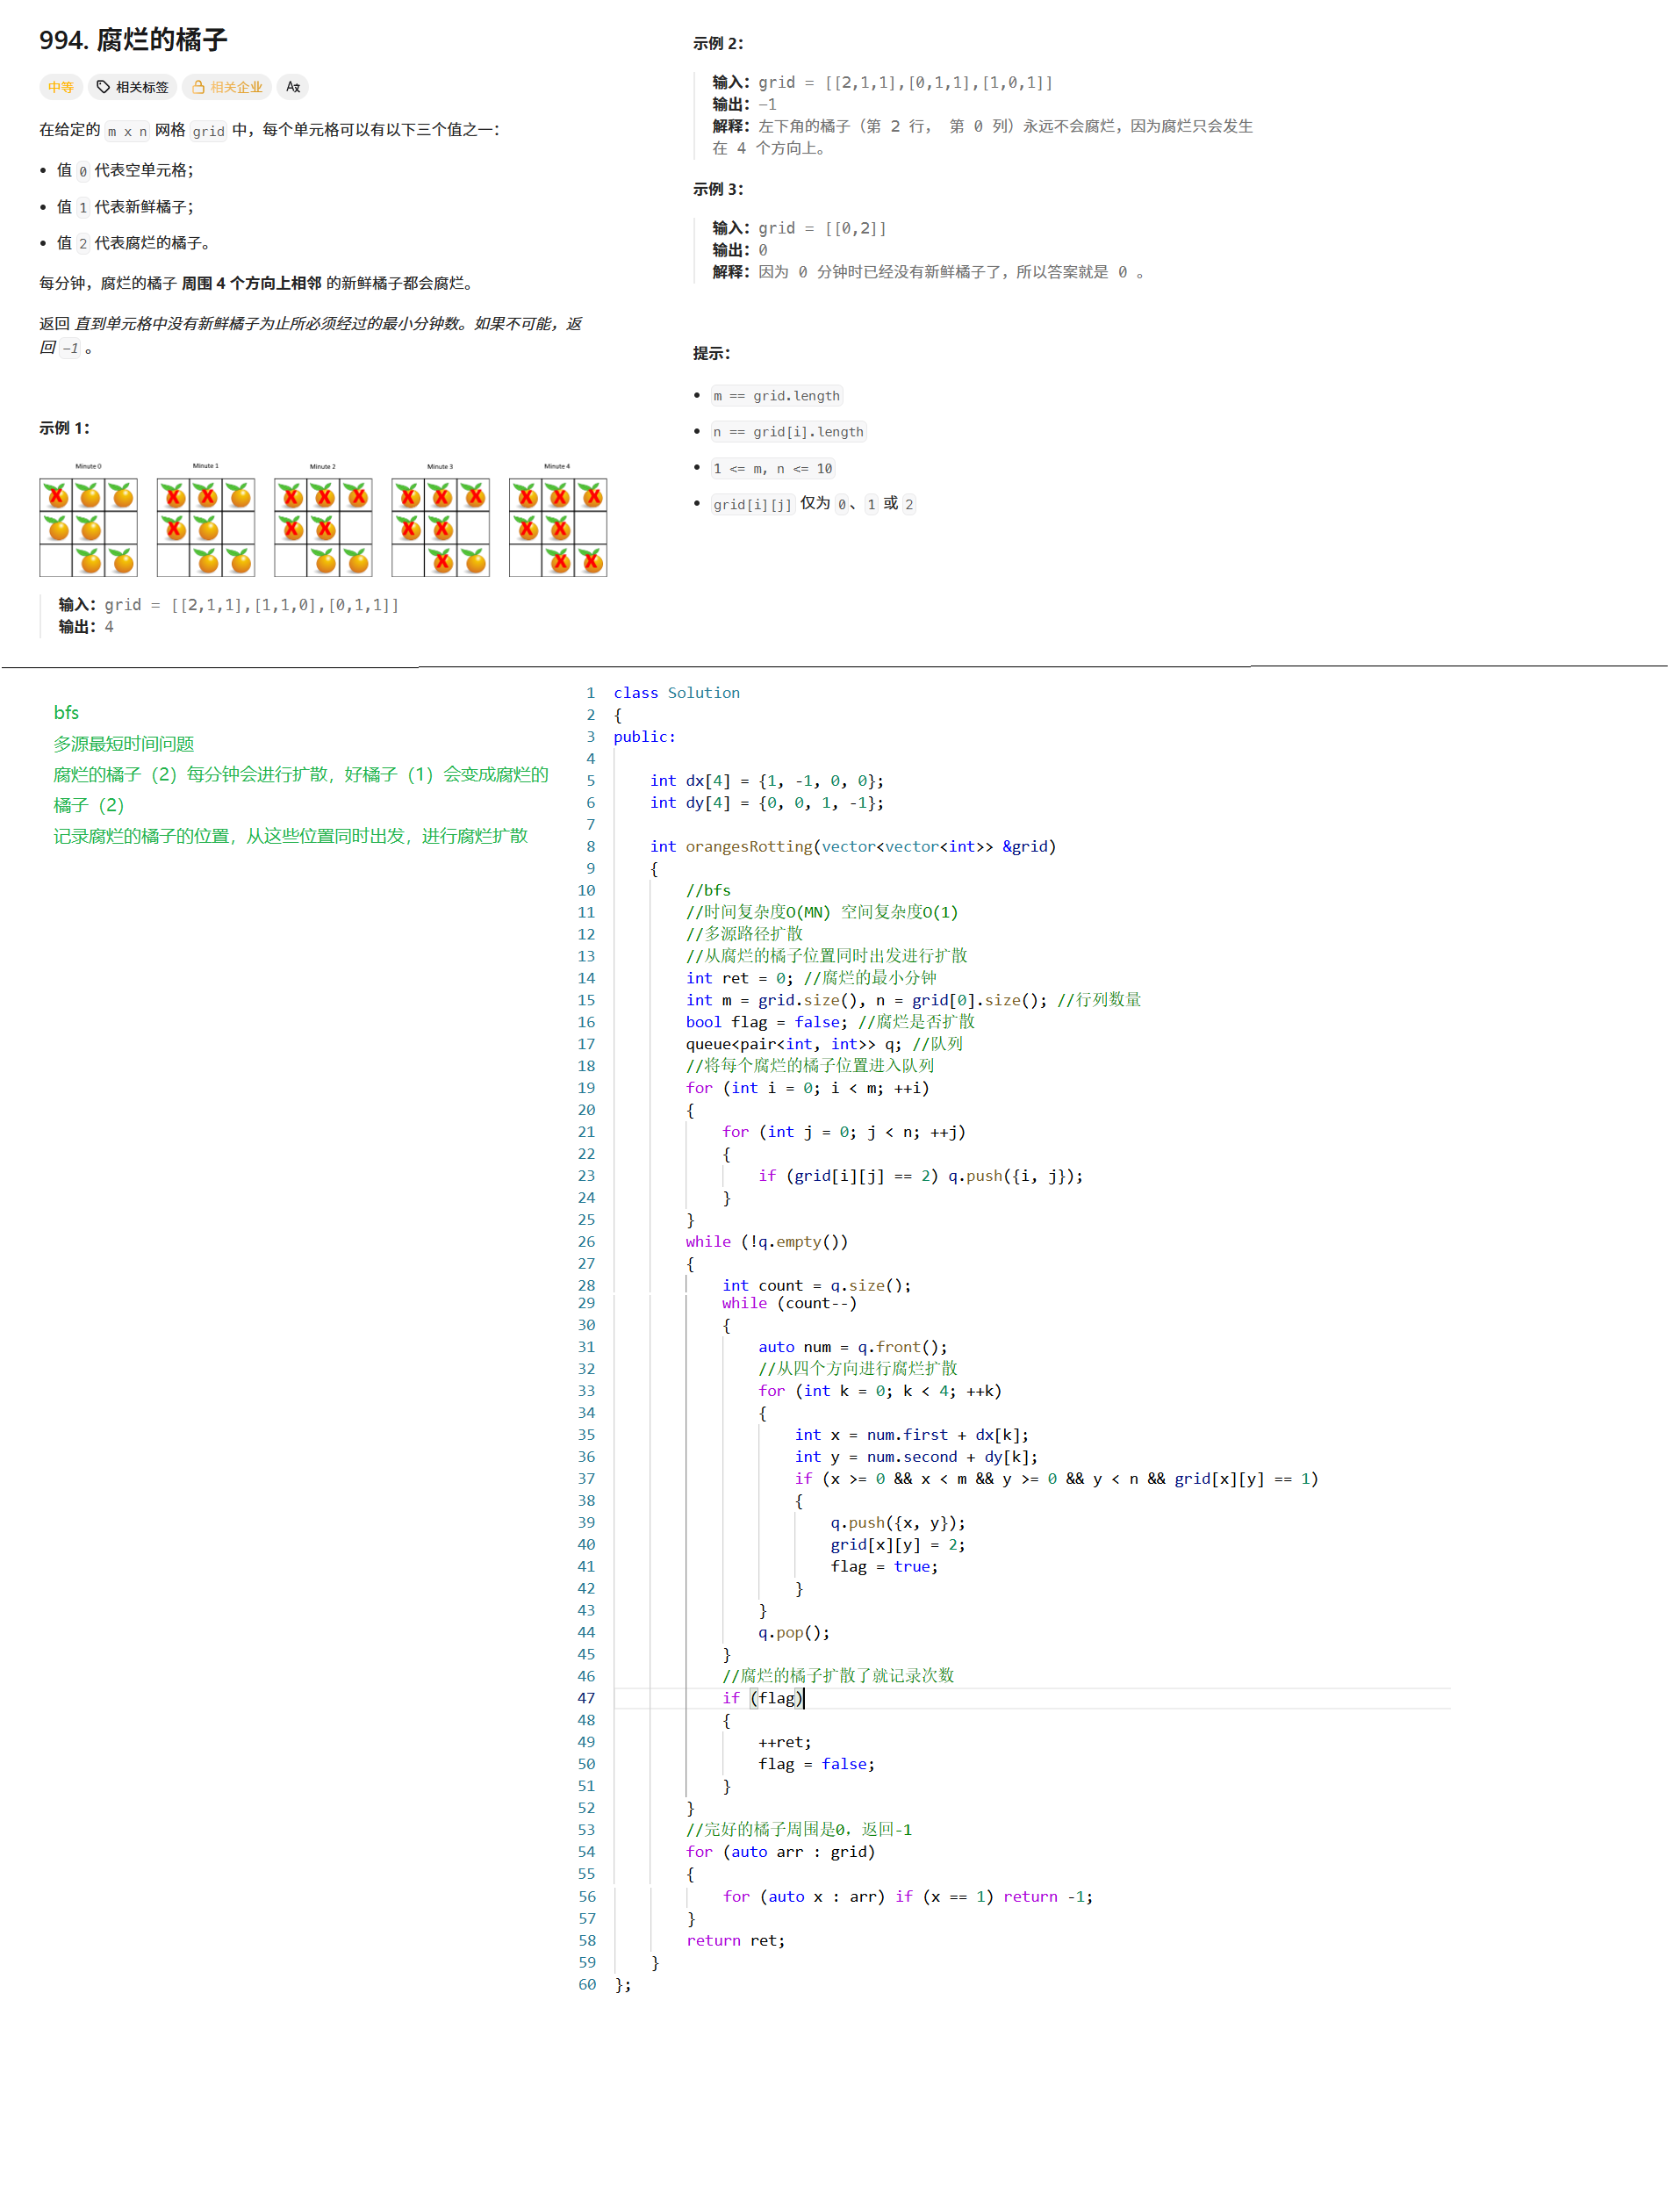 994. 腐烂的橘子
中等 相关标签 相关企业 Aあ
在给定的 m x n 网格 grid 中，每个单元格可以有以下三个值之一：
• 值 0 代表空单元格；
• 值 1 代表新鲜橘子；
• 值 2 代表腐烂的橘子。
每分钟，腐烂的橘子 周围 4 个方向上相邻 的新鲜橘子都会腐烂。
返回 直到单元格中没有新鲜橘子为止所必须经过的最小分钟数。如果不可能，返
回 -1 。
示例 1：
Minute 0 Minute 1 Minute 2 Minute 3 Minute 4
输入：grid = [[2,1,1],[1,1,0],[0,1,1]]
输出：4
示例 2：
输入：grid = [[2,1,1],[0,1,1],[1,0,1]]
输出：-1
解释：左下角的橘子（第 2 行， 第 0 列）永远不会腐烂，因为腐烂只会发生
在 4 个方向上。
示例 3：
输入：grid = [[0,2]]
输出：0
解释：因为 0 分钟时已经没有新鲜橘子了，所以答案就是 0 。
提示：
• m == grid.length
• n == grid[i].length
• 1 <= m, n <= 10
• grid[i][j] 仅为 0、1 或 2
bfs
多源最短时间问题
腐烂的橘子（2）每分钟会进行扩散，好橘子（1）会变成腐烂的
橘子（2）
记录腐烂的橘子的位置，从这些位置同时出发，进行腐烂扩散
1 class Solution
2 {
3 public:
4
5     int dx[4] = {1, -1, 0, 0};
6     int dy[4] = {0, 0, 1, -1};
7
8     int orangesRotting(vector<vector<int>> &grid)
9     {
10         //bfs
11         //时间复杂度O(MN) 空间复杂度O(1)
12         //多源路径扩散
13         //从腐烂的橘子位置同时出发进行扩散
14         int ret = 0; //腐烂的最小分钟
15         int m = grid.size(), n = grid[0].size(); //行列数量
16         bool flag = false; //腐烂是否扩散
17         queue<pair<int, int>> q; //队列
18         //将每个腐烂的橘子位置进入队列
19         for (int i = 0; i < m; ++i)
20         {
21             for (int j = 0; j < n; ++j)
22             {
23                 if (grid[i][j] == 2) q.push({i, j});
24             }
25         }
26         while (!q.empty())
27         {
28             int count = q.size();
29             while (count--)
30             {
31                 auto num = q.front();
32                 //从四个方向进行腐烂扩散
33                 for (int k = 0; k < 4; ++k)
34                 {
35                     int x = num.first + dx[k];
36                     int y = num.second + dy[k];
37                     if (x >= 0 && x < m && y >= 0 && y < n && grid[x][y] == 1)
38                     {
39                         q.push({x, y});
40                         grid[x][y] = 2;
41                         flag = true;
42                     }
43                 }
44                 q.pop();
45             }
46             //腐烂的橘子扩散了就记录次数
47             if (flag)
48             {
49                 ++ret;
50                 flag = false;
51             }
52         }
53         //完好的橘子周围是0，返回-1
54         for (auto arr : grid)
55         {
56             for (auto x : arr) if (x == 1) return -1;
57         }
58         return ret;
59     }
60 };